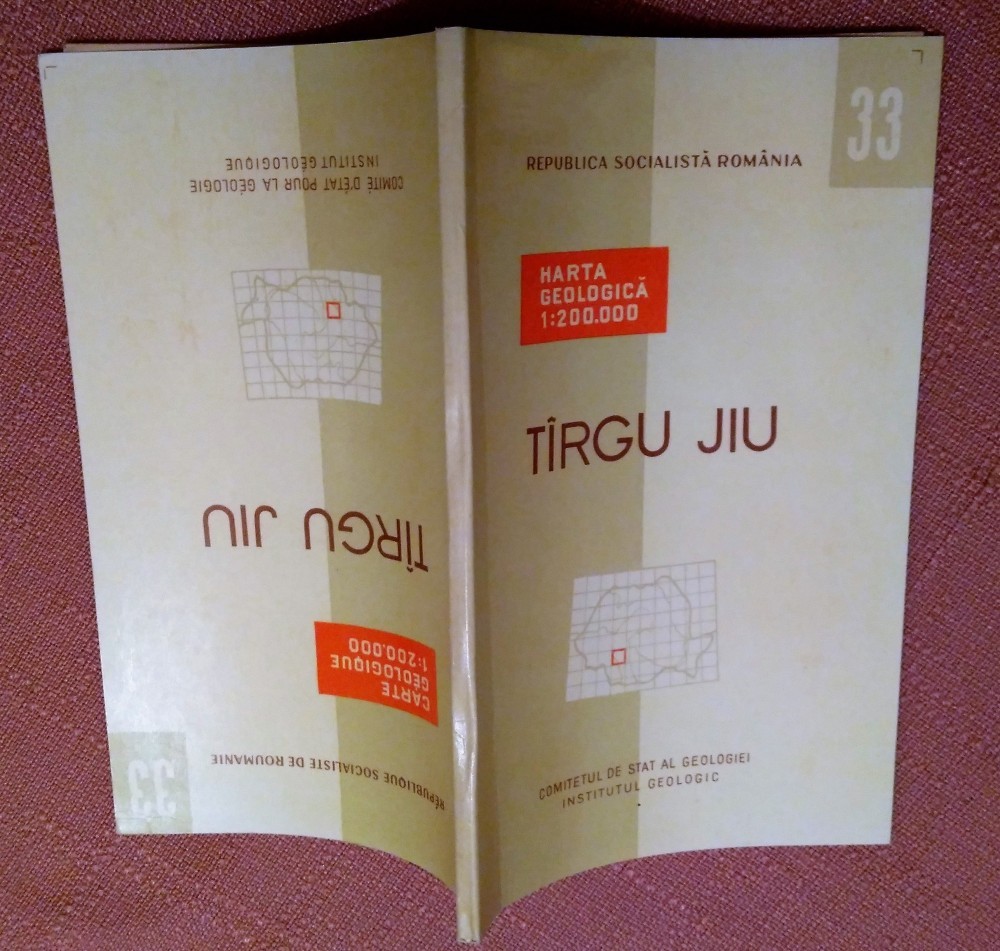 33
REPUBLICA SOCIALISTĂ ROMÂNIA
HARTA
GEOLOGICĂ
1:200.000
TÎRGU JIU
COMITETUL DE STAT AL GEOLOGIEI
INSTITUTUL GEOLOGIC
33
RÉPUBLIQUE SOCIALISTE DE ROUMANIE
CARTE
GÉOLOGIQUE
1:200.000
TÎRGU JIU
COMITÉ D'ÉTAT POUR LA GÉOLOGIE
INSTITUT GÉOLOGIQUE